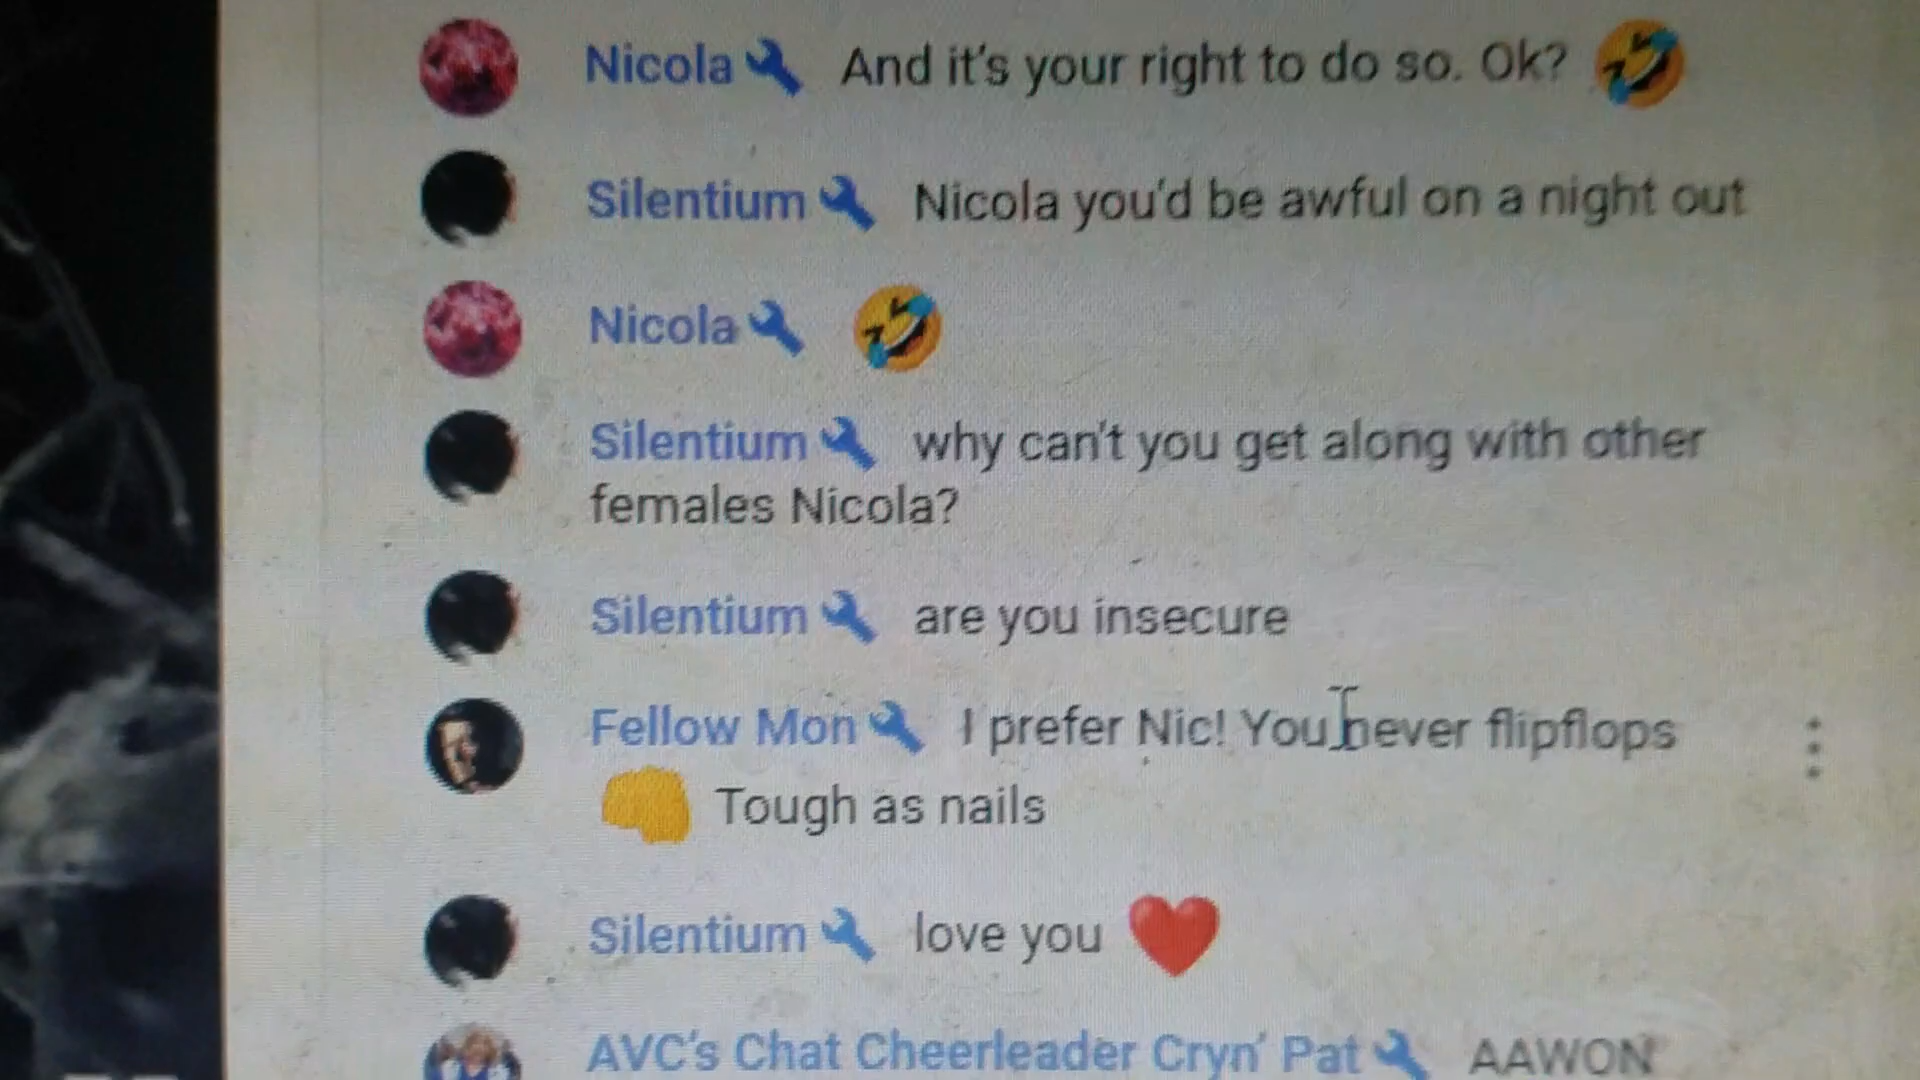 Nicola And it's your right to do so. Ok? 🤣
Silentium Nicola you'd be awful on a night out
Nicola 🤣
Silentium why can't you get along with other
females Nicola?
Silentium are you insecure
Fellow Mon I prefer Nic! You never flipflops
👊 Tough as nails
Silentium love you ❤️
AVC's Chat Cheerleader Cryn' Pat AAWON